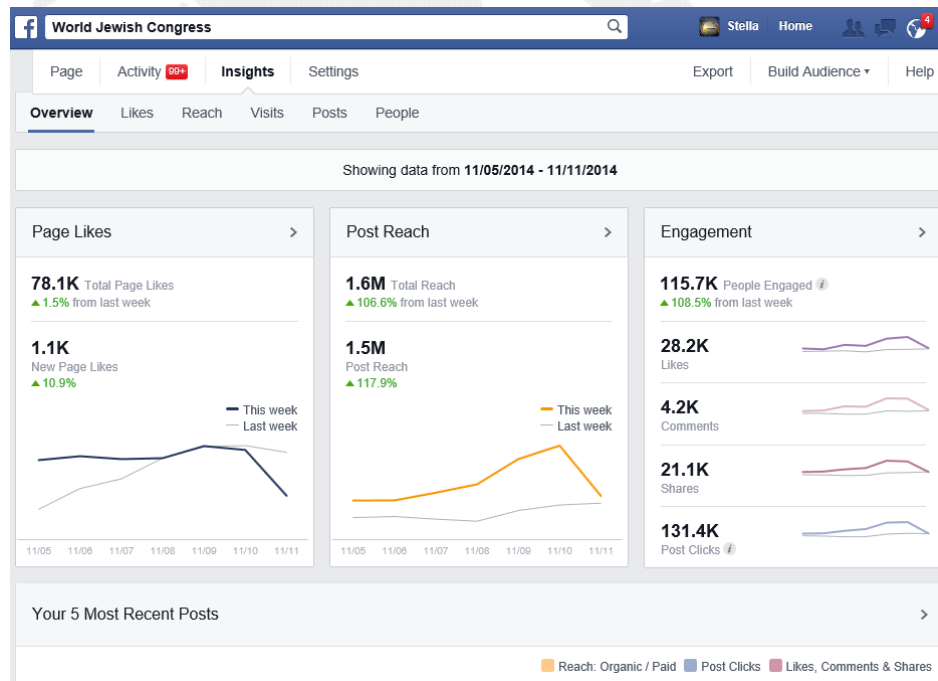 f World Jewish Congress Stella Home 4
Page Activity 99+ Insights Settings Export Build Audience Help
Overview Likes Reach Visits Posts People
Showing data from 11/05/2014 - 11/11/2014
Page Likes
78.1K Total Page Likes
1.5% from last week
1.1K
New Page Likes
10.9%
This week
Last week
11/05 11/06 11/07 11/08 11/09 11/10 11/11
Post Reach
1.6M Total Reach
106.6% from last week
1.5M
Post Reach
117.9%
This week
Last week
11/05 11/06 11/07 11/08 11/09 11/10 11/11
Engagement
115.7K People Engaged i
108.5% from last week
28.2K
Likes
4.2K
Comments
21.1K
Shares
131.4K
Post Clicks i
Your 5 Most Recent Posts
Reach: Organic / Paid Post Clicks Likes, Comments & Shares